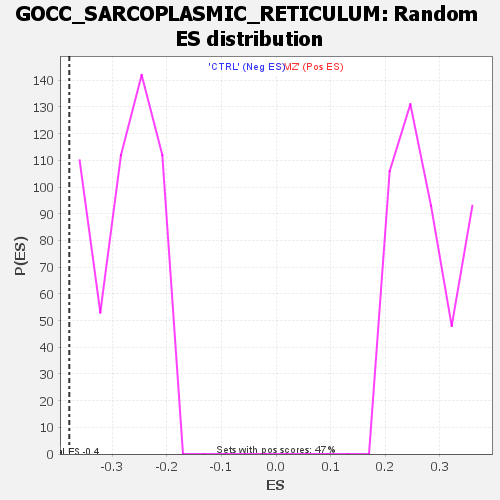 GOCC_SARCOPLASMIC_RETICULUM: Random
ES distribution
'CTRL' (Neg ES)
MZ' (Pos ES)
140
130
120
110
100
90
80
70
60
50
40
30
20
10
0
P(ES)
ES -0.4
Sets with pos scores: 47%
-0.3
-0.2
-0.1
0.0
0.1
0.2
0.3
ES